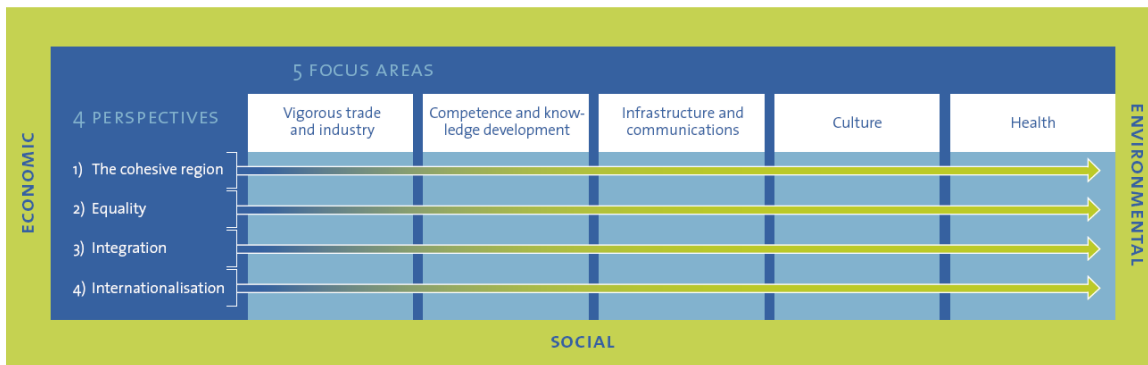 5 FOCUS AREAS
4 PERSPECTIVES
Vigorous trade
and industry
Competence and know-
ledge development
Infrastructure and
communications
Culture
Health
1) The cohesive region
2) Equality
3) Integration
4) Internationalisation
ECONOMIC
ENVIRONMENTAL
SOCIAL